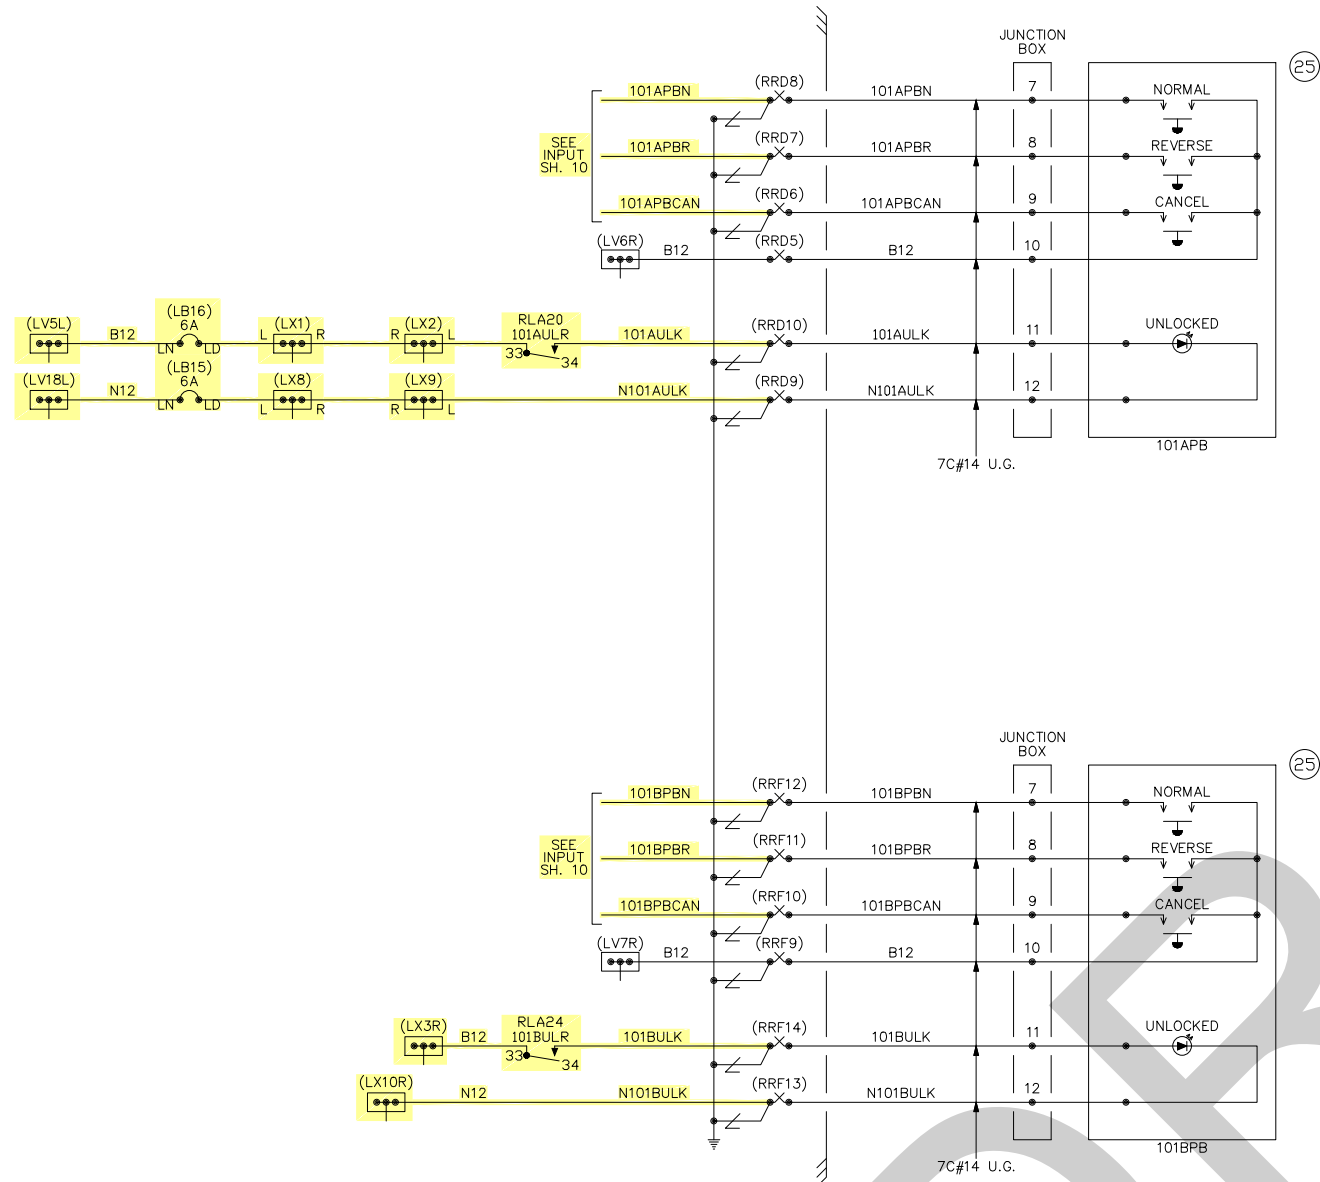 JUNCTION
BOX
25
101APBN
(RRD8)
101APBN
7
NORMAL
SEE
INPUT
SH. 10
101APBR
(RRD7)
101APBR
8
REVERSE
101APBCAN
(RRD6)
101APBCAN
9
CANCEL
(LV6R)
B12
(RRD5)
B12
10
(LV5L)
B12
(LB16)
6A
LN
LD
L
(LX1)
R
R
(LX2)
L
RLA20
101AULR
33
34
101AULK
(RRD10)
101AULK
11
UNLOCKED
(LV18L)
N12
(LB15)
6A
LN
LD
L
(LX8)
R
R
(LX9)
L
N101AULK
(RRD9)
N101AULK
12
101APB
7C#14 U.G.
JUNCTION
BOX
25
101BPBN
(RRF12)
101BPBN
7
NORMAL
SEE
INPUT
SH. 10
101BPBR
(RRF11)
101BPBR
8
REVERSE
101BPBCAN
(RRF10)
101BPBCAN
9
CANCEL
(LV7R)
B12
(RRF9)
B12
10
(LX3R)
B12
RLA24
101BULR
33
34
101BULK
(RRF14)
101BULK
11
UNLOCKED
(LX10R)
N12
N101BULK
(RRF13)
N101BULK
12
101BPB
7C#14 U.G.